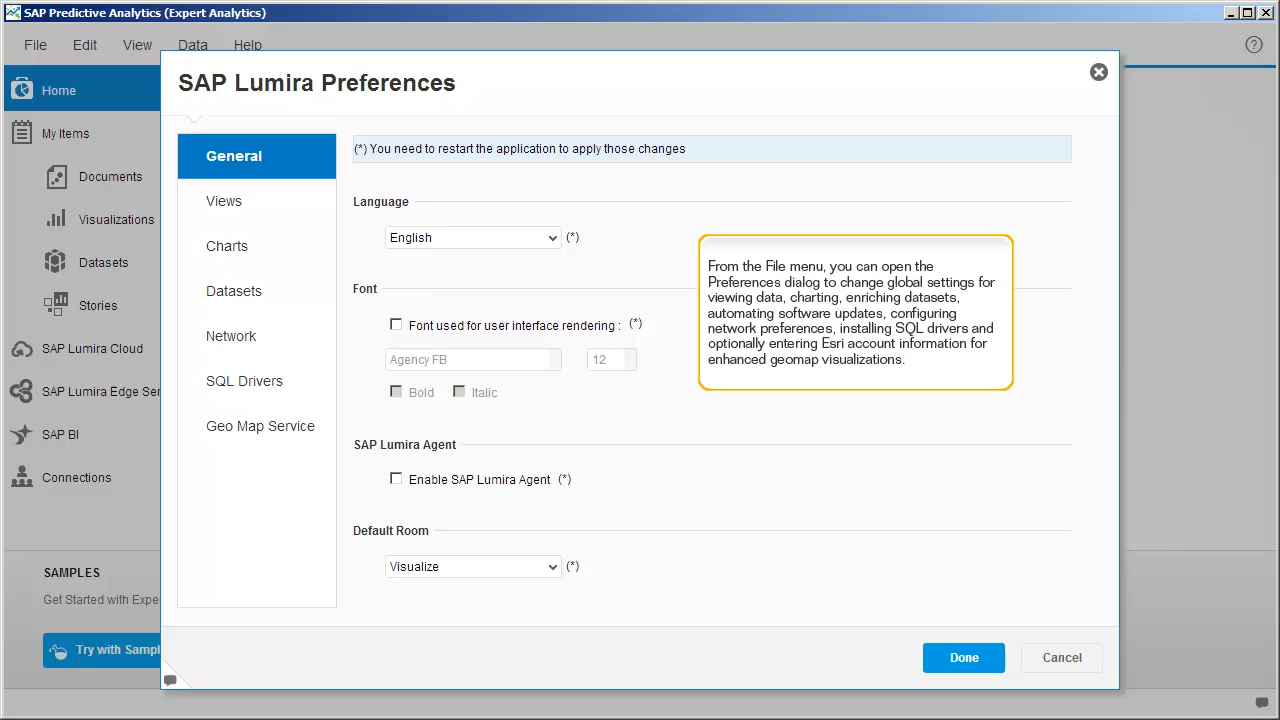 SAP Predictive Analytics (Expert Analytics)
File Edit View Data Help
SAP Lumira Preferences
Home
My Items
Documents
Visualizations
Datasets
Stories
SAP Lumira Cloud
SAP Lumira Edge Ser
SAP BI
Connections
SAMPLES
Get Started with Expe
Try with Sampl
General
Views
Charts
Datasets
Network
SQL Drivers
Geo Map Service
(*) You need to restart the application to apply those changes
Language
English (*)
Font
Font used for user interface rendering : (*)
Agency FB 12
Bold Italic
SAP Lumira Agent
Enable SAP Lumira Agent (*)
Default Room
Visualize (*)
From the File menu, you can open the
Preferences dialog to change global settings for
viewing data, charting, enriching datasets,
automating software updates, configuring
network preferences, installing SQL drivers and
optionally entering Esri account information for
enhanced geomap visualizations.
Done Cancel